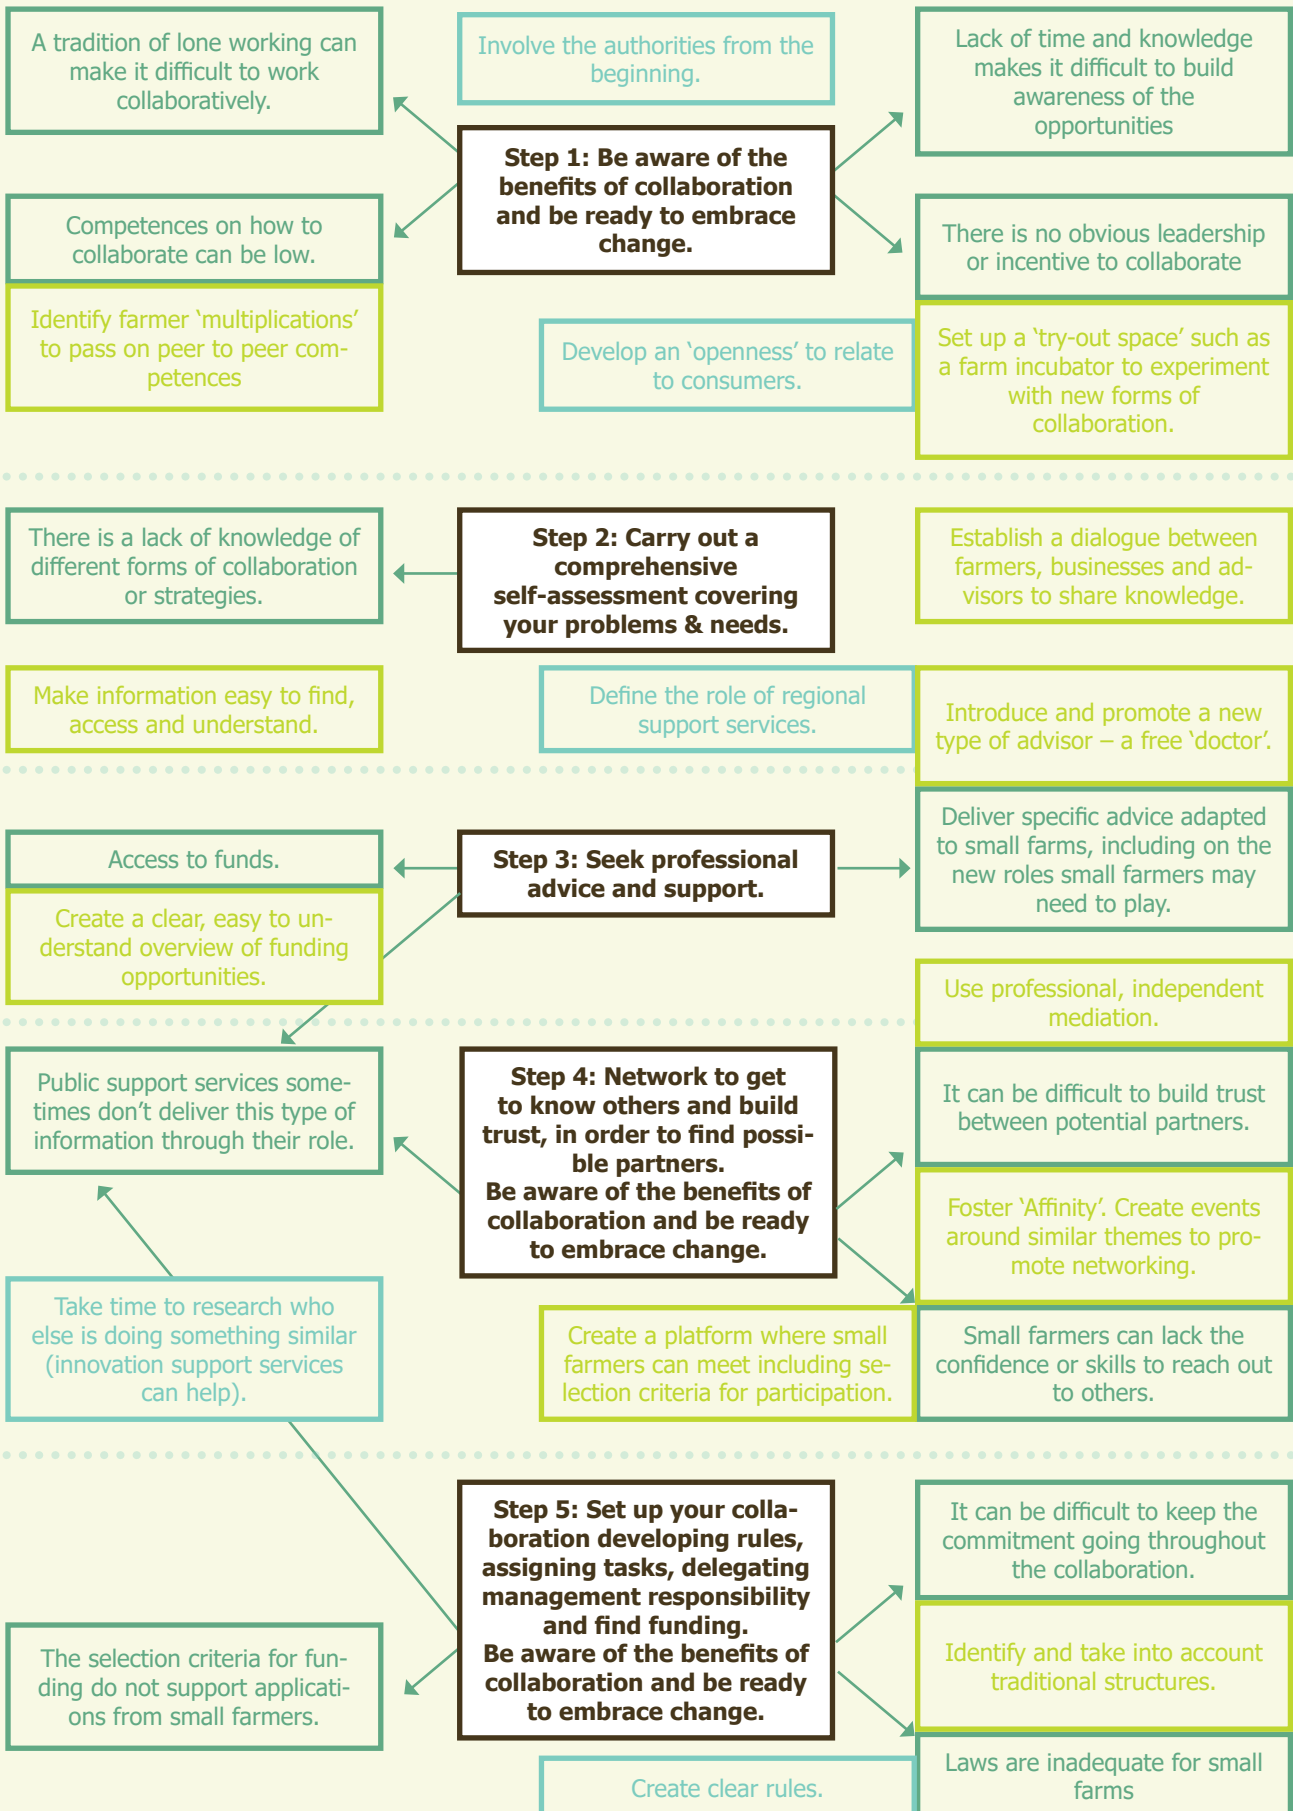 A tradition of lone working can
make it difficult to work
collaboratively.
Involve the authorities from the
beginning.
Lack of time and knowledge
makes it difficult to build
awareness of the
opportunities
Step 1: Be aware of the
benefits of collaboration
and be ready to embrace
change.
Competences on how to
collaborate can be low.
There is no obvious leadership
or incentive to collaborate
Identify farmer ‘multiplications’
to pass on peer to peer com-
petences
Develop an ‘openness’ to relate
to consumers.
Set up a ‘try-out space’ such as
a farm incubator to experiment
with new forms of
collaboration.
There is a lack of knowledge of
different forms of collaboration
or strategies.
Step 2: Carry out a
comprehensive
self-assessment covering
your problems & needs.
Establish a dialogue between
farmers, businesses and ad-
visors to share knowledge.
Make information easy to find,
access and understand.
Define the role of regional
support services.
Introduce and promote a new
type of advisor – a free ‘doctor’.
Access to funds.
Step 3: Seek professional
advice and support.
Deliver specific advice adapted
to small farms, including on the
new roles small farmers may
need to play.
Create a clear, easy to un-
derstand overview of funding
opportunities.
Use professional, independent
mediation.
Public support services some-
times don’t deliver this type of
information through their role.
Step 4: Network to get
to know others and build
trust, in order to find possi-
ble partners.
Be aware of the benefits of
collaboration and be ready
to embrace change.
It can be difficult to build trust
between potential partners.
Foster ‘Affinity’. Create events
around similar themes to pro-
mote networking.
Take time to research who
else is doing something similar
(innovation support services
can help).
Create a platform where small
farmers can meet including se-
lection criteria for participation.
Small farmers can lack the
confidence or skills to reach out
to others.
Step 5: Set up your colla-
boration developing rules,
assigning tasks, delegating
management responsibility
and find funding.
Be aware of the benefits of
collaboration and be ready
to embrace change.
It can be difficult to keep the
commitment going throughout
the collaboration.
The selection criteria for fun-
ding do not support applicati-
ons from small farmers.
Identify and take into account
traditional structures.
Create clear rules.
Laws are inadequate for small
farms